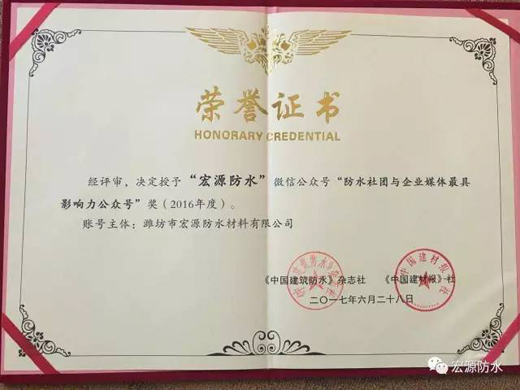 荣誉证书
HONORARY CREDENTIAL
经评审，决定授予“宏源防水”微信公众号“防水社团与企业媒体最具
影响力公众号”奖（2016年度）。
账号主体：潍坊市宏源防水材料有限公司
《中国建筑防水》杂志社 《中国建材报》社
二〇一七年六月二十八日
宏源防水